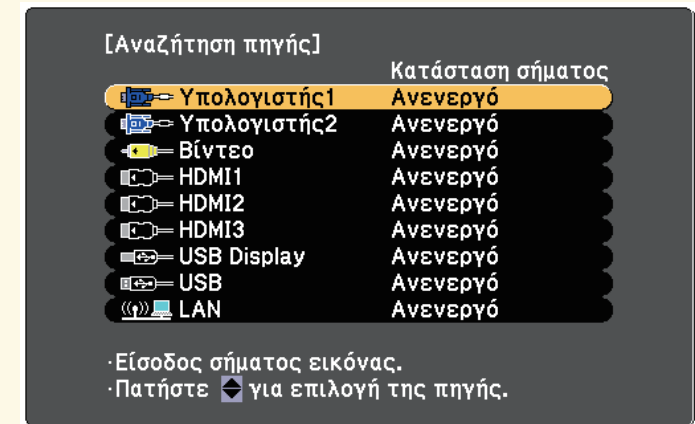 [Αναζήτηση πηγής]
Κατάσταση σήματος
Υπολογιστής1 Ανενεργό
Υπολογιστής2 Ανενεργό
Βίντεο Ανενεργό
HDMI1 Ανενεργό
HDMI2 Ανενεργό
HDMI3 Ανενεργό
USB Display Ανενεργό
USB Ανενεργό
LAN Ανενεργό
·Είσοδος σήματος εικόνας.
·Πατήστε για επιλογή της πηγής.